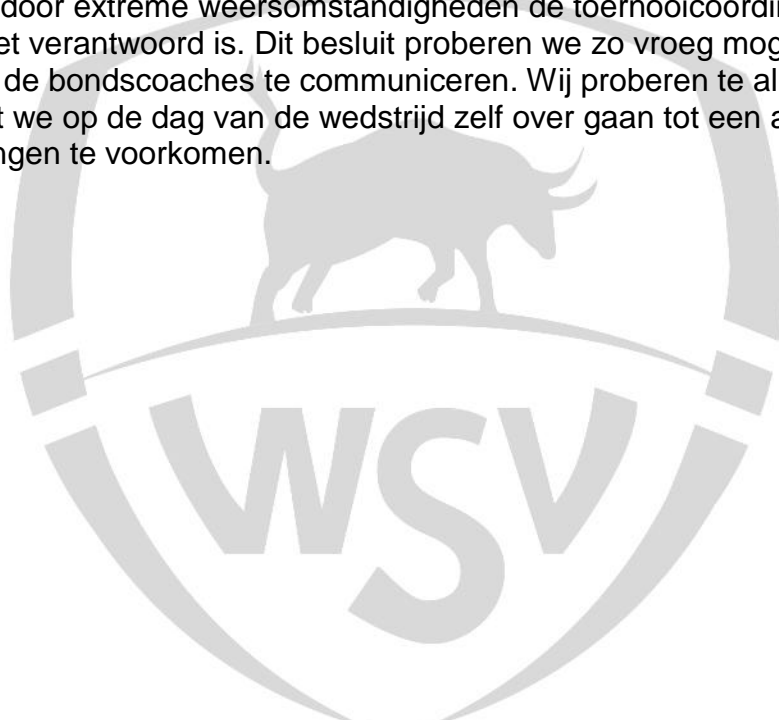 door extreme weersomstandigheden de
et verantwoord is. Dit besluit proberen we zo vroeg mog
de bondscoaches te communiceren. Wij proberen te al
t we op de dag van de wedstrijd zelf over gaan tot een a
ngen te voorkomen.
WSV